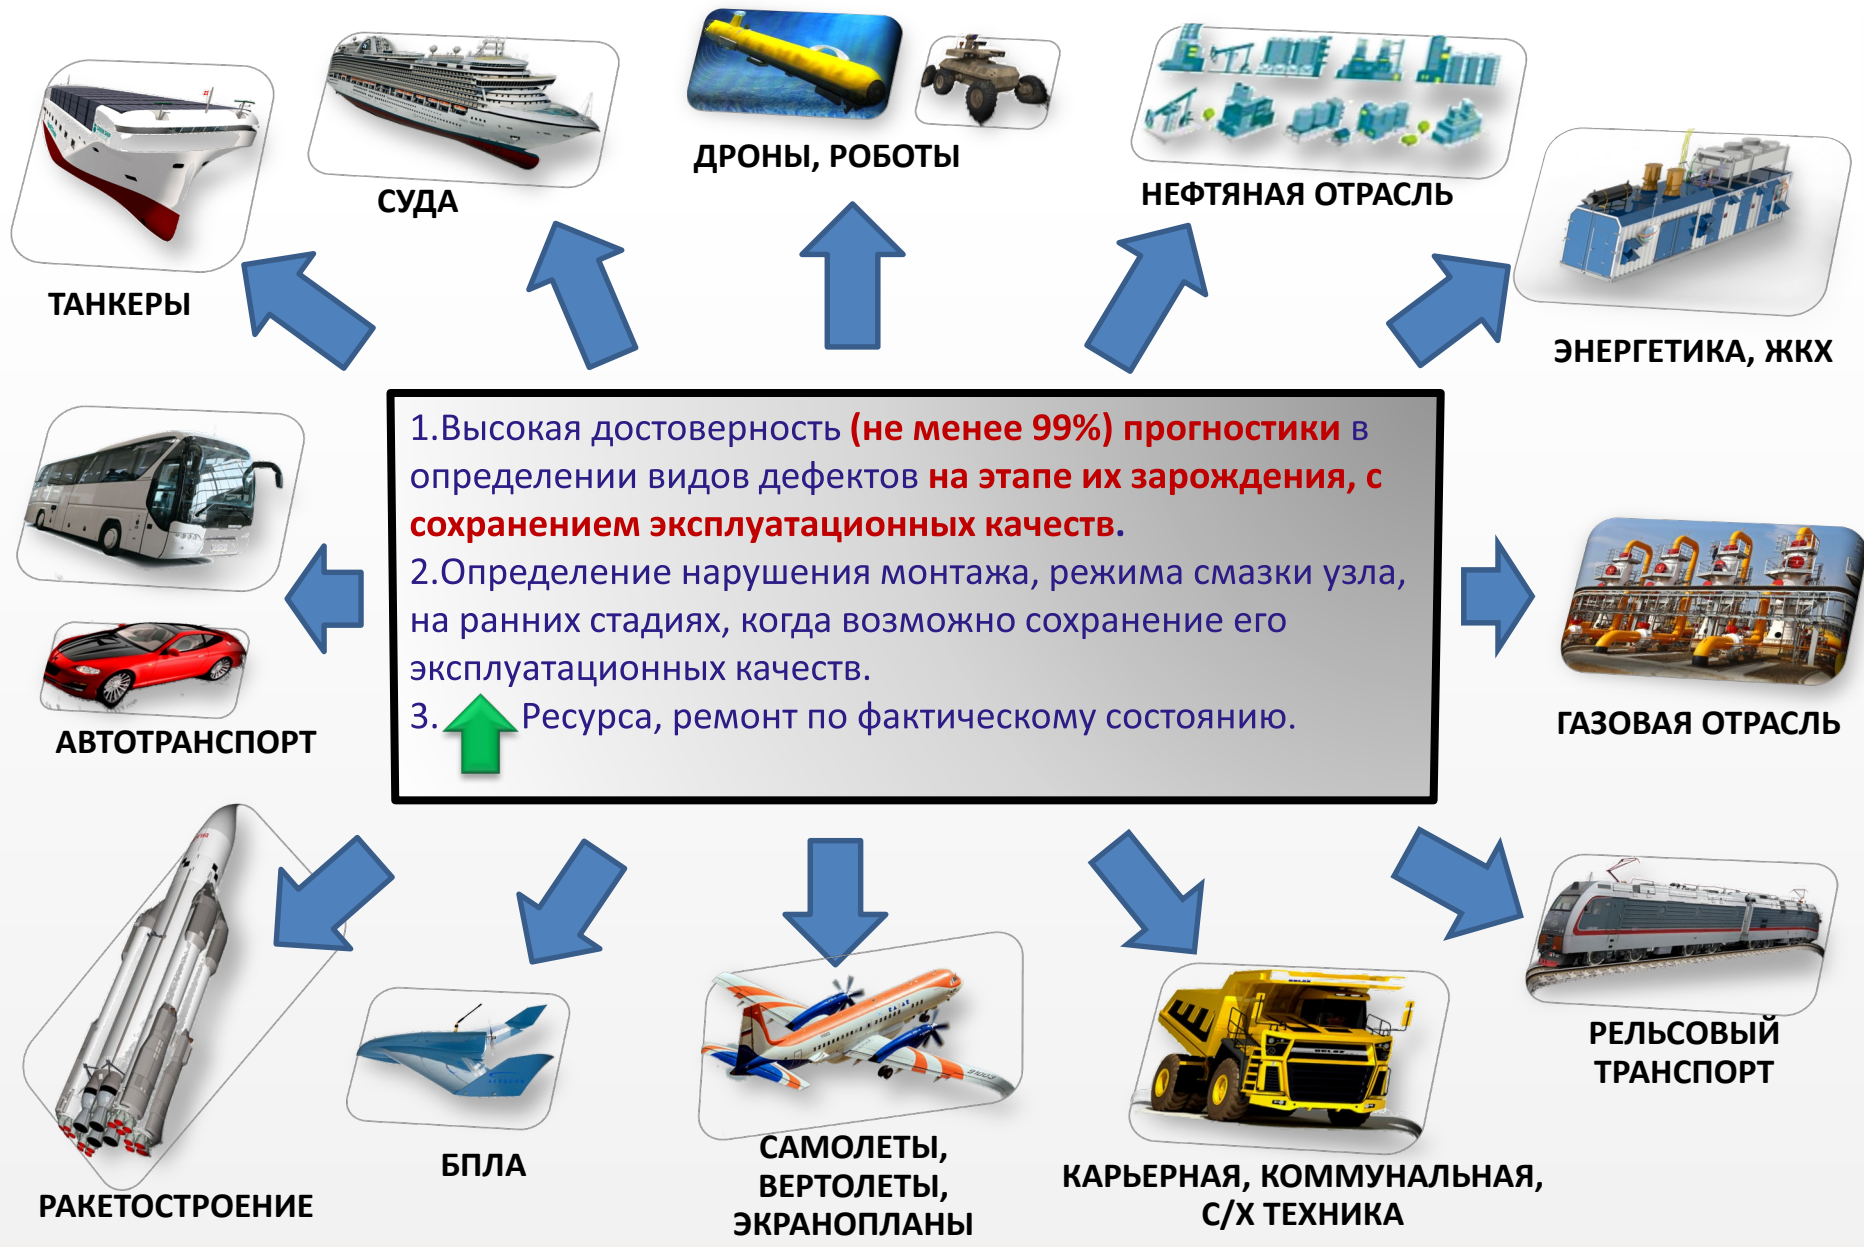 ДРОНЫ, РОБОТЫ
НЕФТЯНАЯ ОТРАСЛЬ
СУДА
ТАНКЕРЫ
ЭНЕРГЕТИКА, ЖКХ
1.Высокая достоверность (не менее 99%) прогностики в
определении видов дефектов на этапе их зарождения, с
сохранением эксплуатационных качеств.
2.Определение нарушения монтажа, режима смазки узла,
на ранних стадиях, когда возможно сохранение его
эксплуатационных качеств.
3. Ресурса, ремонт по фактическому состоянию.
АВТОТРАНСПОРТ
ГАЗОВАЯ ОТРАСЛЬ
РЕЛЬСОВЫЙ
ТРАНСПОРТ
РАКЕТОСТРОЕНИЕ
БПЛА
САМОЛЕТЫ,
ВЕРТОЛЕТЫ,
ЭКРАНОПЛАНЫ
КАРЬЕРНАЯ, КОММУНАЛЬНАЯ,
С/Х ТЕХНИКА